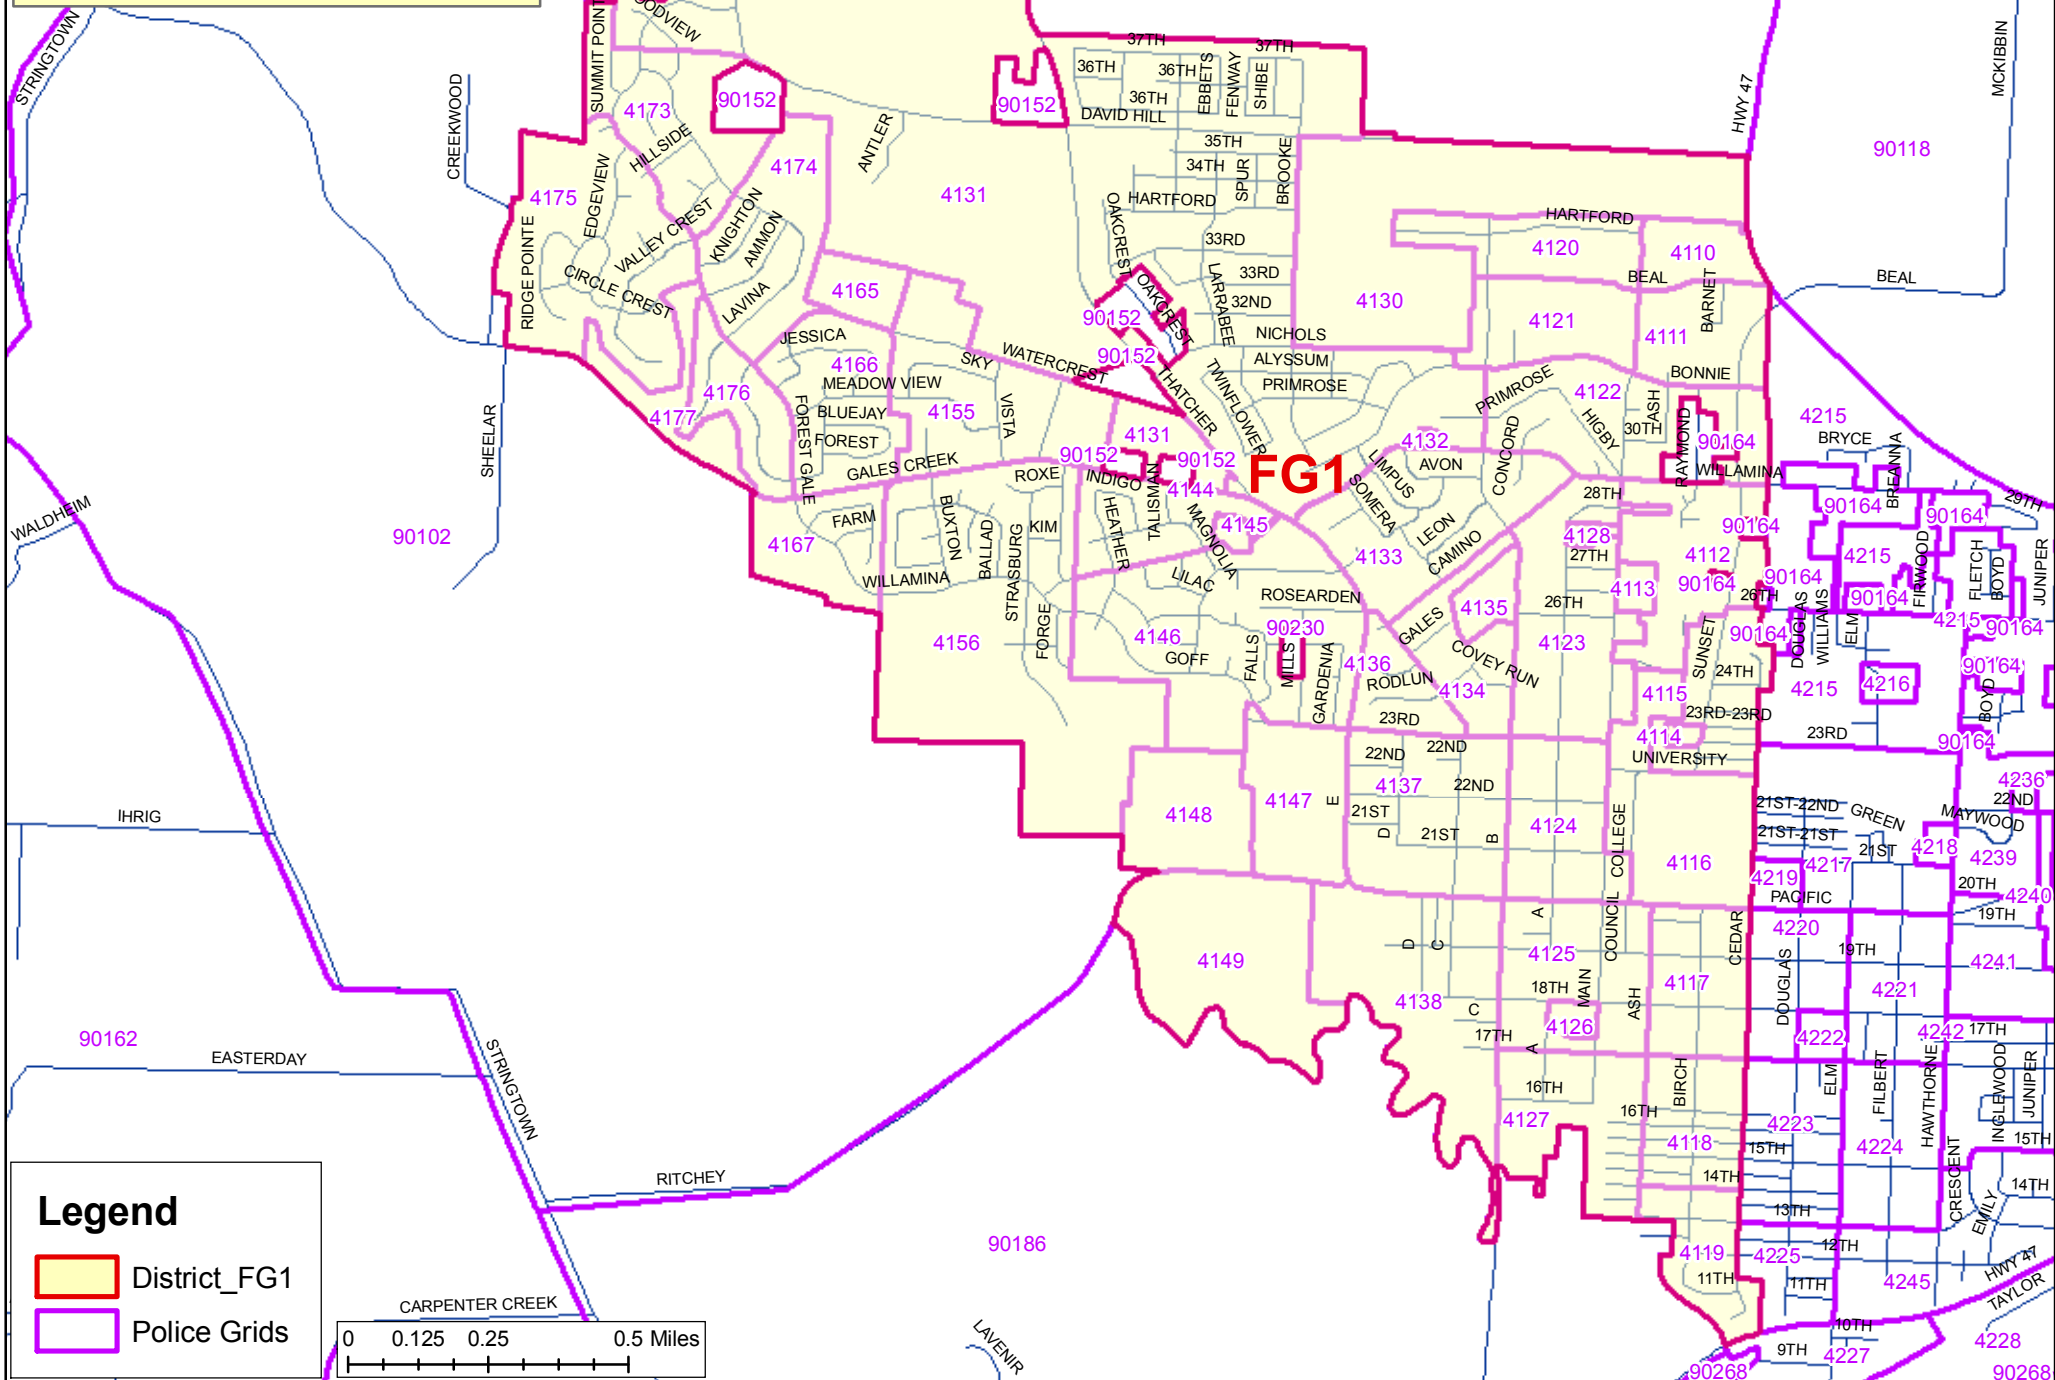 STRINGTOWN
SUMMIT POINT
37TH
37TH
MCKIBBIN
HWY 47
36TH
36TH
EBBETS
FENWAY
SHIBE
CREEKWOOD
4173
90152
90152
36TH
DAVID HILL
ANTLER
HILLSIDE
35TH
90118
4174
34TH
SPUR
BROOKE
4175
4131
EDGEVIEW
HARTFORD
OAKCREST
HARTFORD
KNIGHTON
VALLEY CREST
AMMON
33RD
4120
4110
RIDGE POINTE
CIRCLE CREST
LAVINA
4165
33RD
BEAL
BARNET
BEAL
OAKCREST
LARRABEE
32ND
4130
90152
4121
4111
JESSICA
NICHOLS
WATERCREST
90152
SKY
4166
ALYSSUM
BONNIE
MEADOW VIEW
PRIMROSE
PRIMROSE
4122
4176
THATCHER
TWINFLOWER
4177
FOREST GALE
BLUEJAY
4155
VISTA
HIGBY
ASH
30TH
RAYMOND
4215
FOREST
4131
4132
CONCORD
90164
BRYCE
BREANNA
SHEELAR
90152
90152
FG1
LIMPUS
AVON
GALES CREEK
ROXE
INDIGO
TALISMAN
4144
WILLAMINA
SOMERA
28TH
29TH
WALDHEIM
FARM
BUXTON
BALLAD
STRASBURG
KIM
HEATHER
MAGNOLIA
4145
LEON
CAMINO
4128
90164
90164
90164
90102
4167
4133
27TH
4112
4215
FIRWOOD
FLETCH
BOYD
JUNIPER
WILLAMINA
LILAC
4113
90164
90164
ROSEARDEN
4135
26TH
26TH
90164
4156
FORGE
4146
90230
GALES
4123
90164
DOUGLAS
WILLIAMS
ELM
4215
90164
GOFF
FALLS
MILLS
GARDENIA
4136
RODLUN
COVEY RUN
4134
SUNSET
24TH
4115
4215
4216
90164
BOYD
23RD
23RD-23RD
4114
23RD
90164
UNIVERSITY
22ND
22ND
4137
22ND
4236
22ND
4148
4147
E
21ST
D
21ST
B
4124
COLLEGE
4116
21ST-22ND
GREEN
MAYWOOD
21ST-21ST
21ST
4217
4218
4239
4219
20TH
4240
PACIFIC
19TH
A
COUNCIL
CEDAR
4220
D
C
4149
4125
19TH
4241
4138
18TH
MAIN
ASH
4117
DOUGLAS
4221
C
17TH
A
4126
4222
4242
17TH
90162
EASTERDAY
IHRIG
STRINGTOWN
16TH
BIRCH
ELM
FILBERT
HAWTHORNE
INGLEWOOD
JUNIPER
4127
16TH
4223
4118
15TH
4224
15TH
14TH
CRESCENT
EMILY
14TH
13TH
RITCHEY
90186
4119
4225
12TH
HWY 47
11TH
11TH
4245
TAYLOR
10TH
9TH
4227
4228
90268
90268
CARPENTER CREEK
LAVENIR
Legend
District_FG1
Police Grids
0 0.125 0.25 0.5 Miles